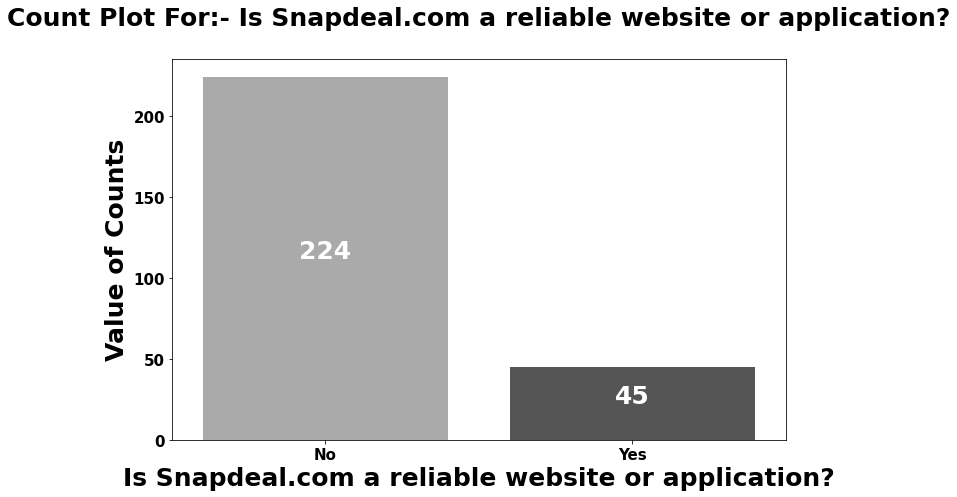 Count Plot For:- Is Snapdeal.com a reliable website or application?
Value of Counts
200
150
100
50
0
224
45
No
Yes
Is Snapdeal.com a reliable website or application?